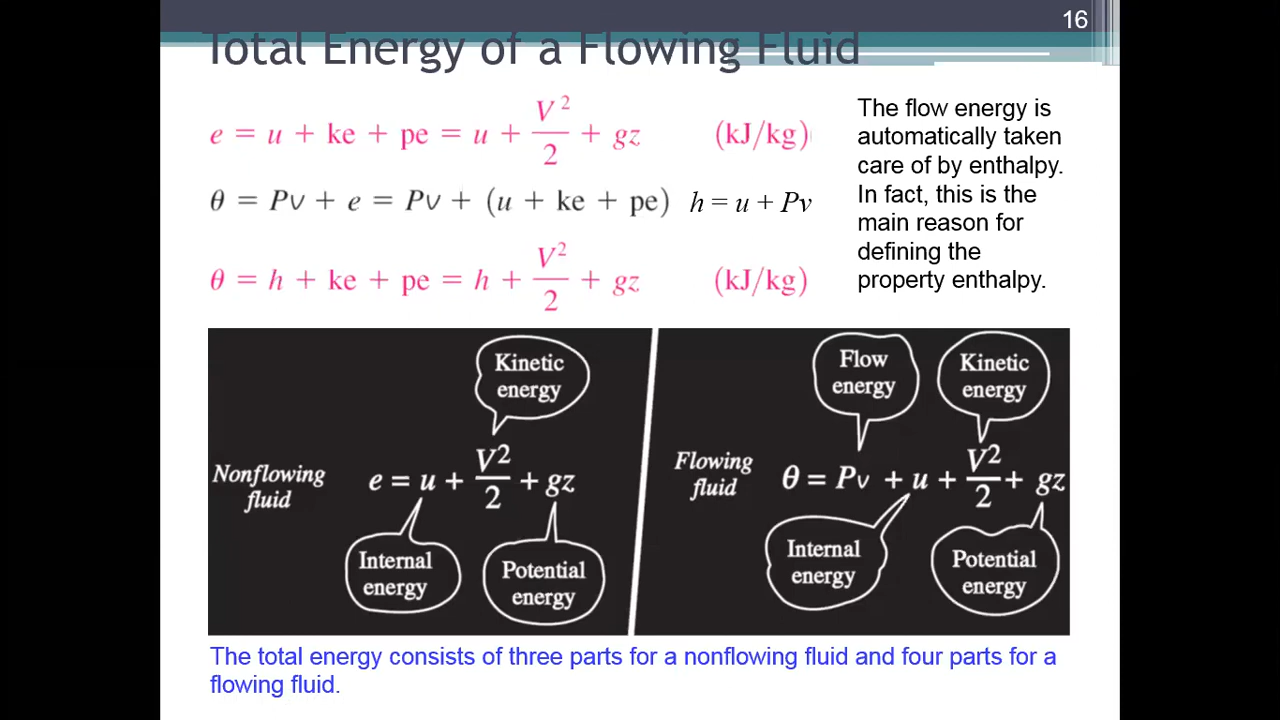 16
Total Energy of a Flowing Fluid
e = u + ke + pe = u + V²/2 + gz (kJ/kg)
θ = Pv + e = Pv + (u + ke + pe) h = u + Pv
θ = h + ke + pe = h + V²/2 + gz (kJ/kg)
The flow energy is
automatically taken
care of by enthalpy.
In fact, this is the
main reason for
defining the
property enthalpy.
Kinetic
energy
Nonflowing
fluid
e = u + V²/2 + gz
Internal
energy
Potential
energy
Flow
energy
Kinetic
energy
Flowing
fluid
θ = Pv + u + V²/2 + gz
Internal
energy
Potential
energy
The total energy consists of three parts for a nonflowing fluid and four parts for a
flowing fluid.